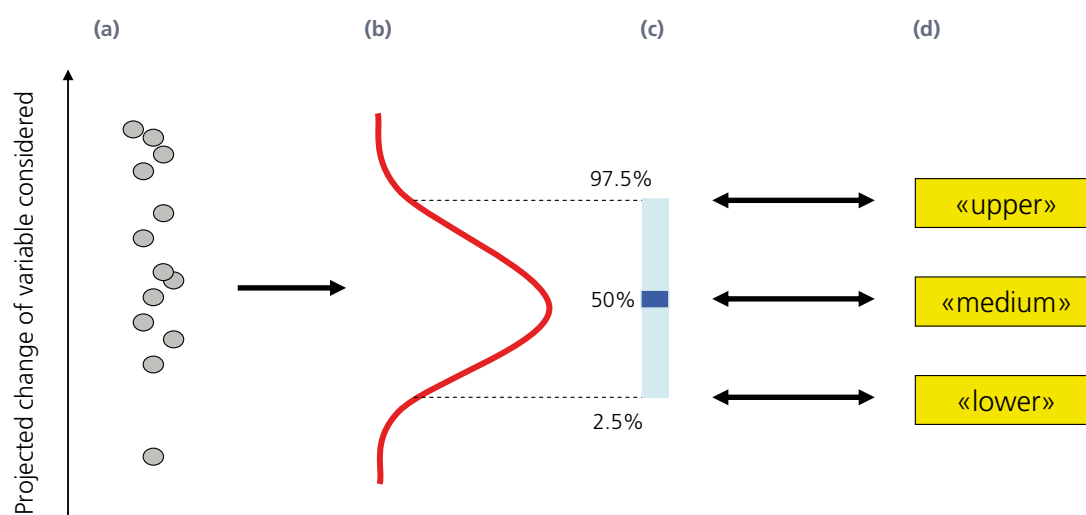 (a) (b) (c) (d)
Projected change of variable considered
97.5%
«upper»
50%
«medium»
«lower»
2.5%